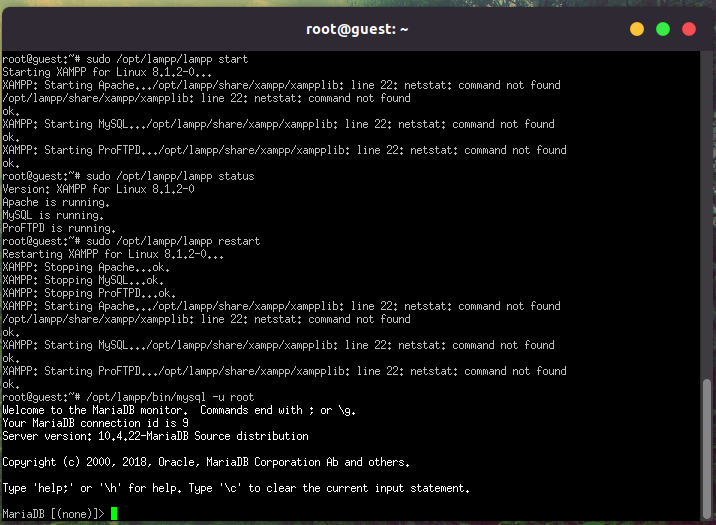 root@guest: ~
root@guest:~# sudo /opt/lampp/lampp start
Starting XAMPP for Linux 8.1.2-0...
XAMPP: Starting Apache.../opt/lampp/share/xampp/xampplib: line 22: netstat: command not found
/opt/lampp/share/xampp/xampplib: line 22: netstat: command not found
ok.
XAMPP: Starting MySQL.../opt/lampp/share/xampp/xampplib: line 22: netstat: command not found
ok.
XAMPP: Starting ProFTPD.../opt/lampp/share/xampp/xampplib: line 22: netstat: command not found
ok.
root@guest:~# sudo /opt/lampp/lampp status
Version: XAMPP for Linux 8.1.2-0
Apache is running.
MySQL is running.
ProFTPD is running.
root@guest:~# sudo /opt/lampp/lampp restart
Restarting XAMPP for Linux 8.1.2-0...
XAMPP: Stopping Apache...ok.
XAMPP: Stopping MySQL...ok.
XAMPP: Stopping ProFTPD...ok.
XAMPP: Starting Apache.../opt/lampp/share/xampp/xampplib: line 22: netstat: command not found
/opt/lampp/share/xampp/xampplib: line 22: netstat: command not found
ok.
XAMPP: Starting MySQL.../opt/lampp/share/xampp/xampplib: line 22: netstat: command not found
ok.
XAMPP: Starting ProFTPD.../opt/lampp/share/xampp/xampplib: line 22: netstat: command not found
ok.
root@guest:~# /opt/lampp/bin/mysql -u root
Welcome to the MariaDB monitor.  Commands end with ; or \g.
Your MariaDB connection id is 9
Server version: 10.4.22-MariaDB Source distribution
Copyright (c) 2000, 2018, Oracle, MariaDB Corporation Ab and others.
Type 'help;' or '\h' for help. Type '\c' to clear the current input statement.
MariaDB [(none)]>